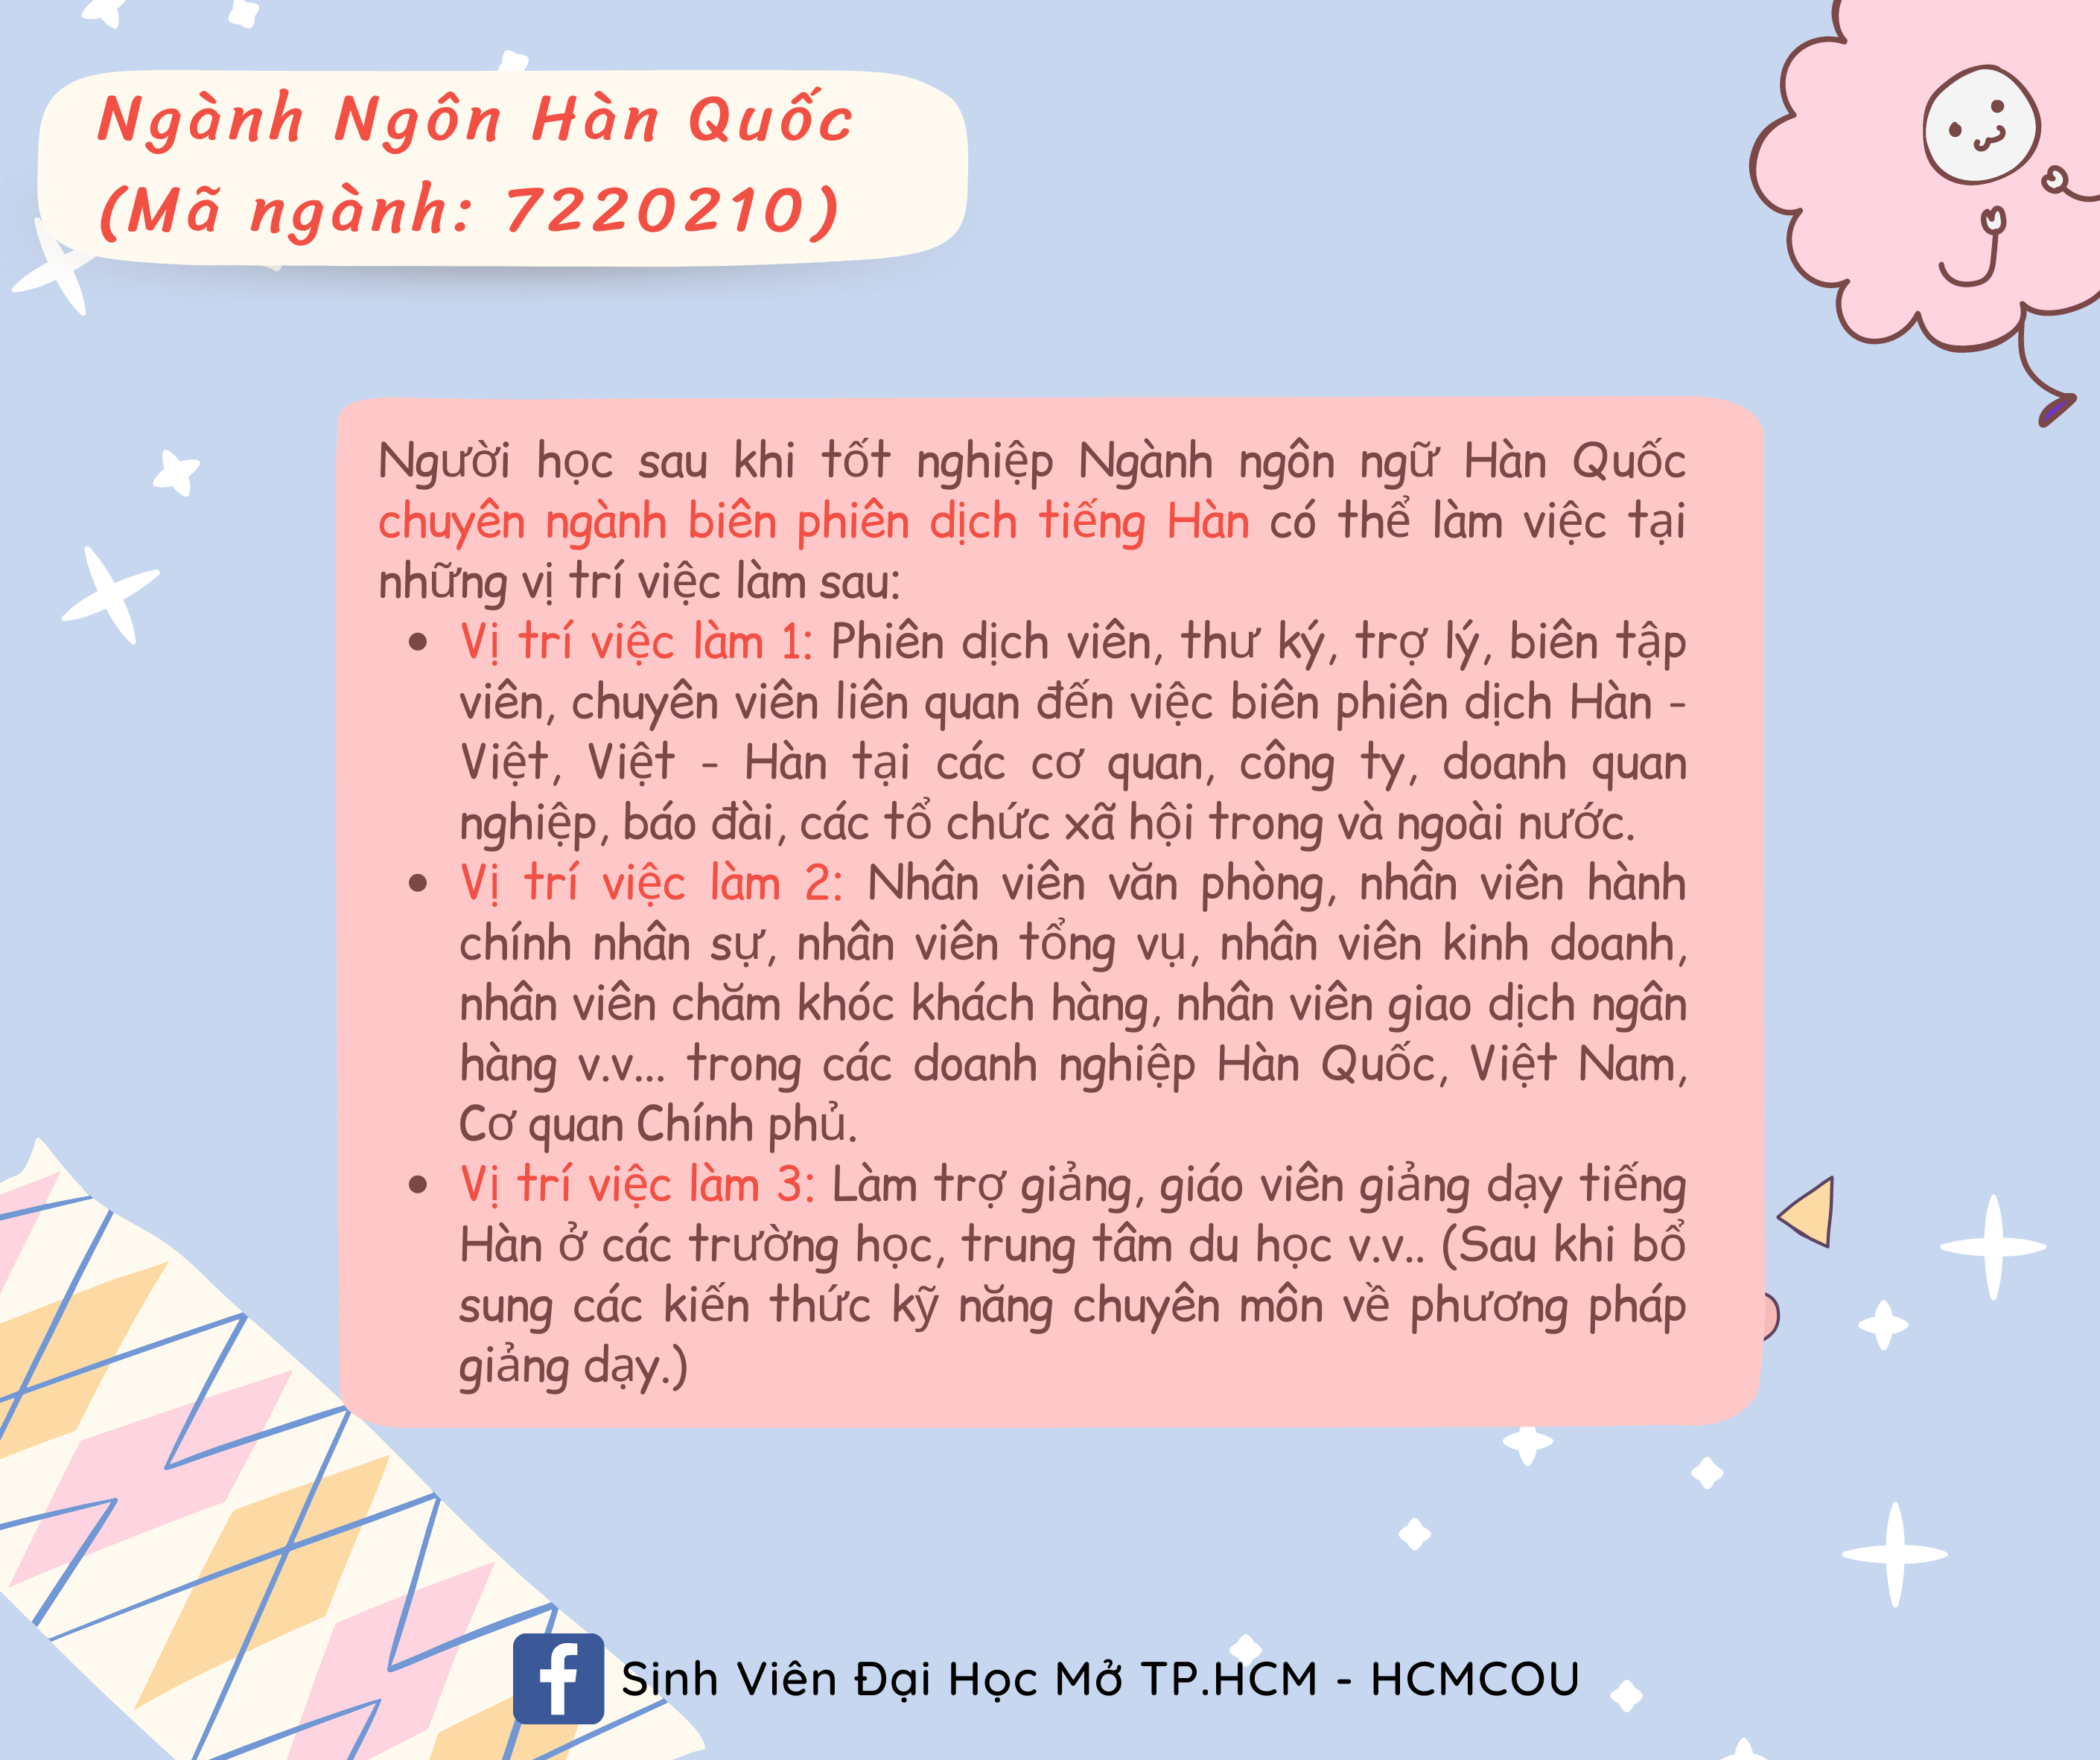 Ngành Ngôn Hàn Quốc
(Mã ngành: 7220210)
Người học sau khi tốt nghiệp Ngành ngôn ngữ Hàn Quốc
chuyên ngành biên phiên dịch tiếng Hàn có thể làm việc tại
những vị trí việc làm sau:
• Vị trí việc làm 1: Phiên dịch viên, thư ký, trợ lý, biên tập
viên, chuyên viên liên quan đến việc biên phiên dịch Hàn -
Việt, Việt - Hàn tại các cơ quan, công ty, doanh quan
nghiệp, báo đài, các tổ chức xã hội trong và ngoài nước.
• Vị trí việc làm 2: Nhân viên văn phòng, nhân viên hành
chính nhân sự, nhân viên tổng vụ, nhân viên kinh doanh,
nhân viên chăm khóc khách hàng, nhân viên giao dịch ngân
hàng v.v... trong các doanh nghiệp Hàn Quốc, Việt Nam,
Cơ quan Chính phủ.
• Vị trí việc làm 3: Làm trợ giảng, giáo viên giảng dạy tiếng
Hàn ở các trường học, trung tâm du học v.v.. (Sau khi bổ
sung các kiến thức kỹ năng chuyên môn về phương pháp
giảng dạy.)
Sinh Viên Đại Học Mở TP.HCM - HCMCOU